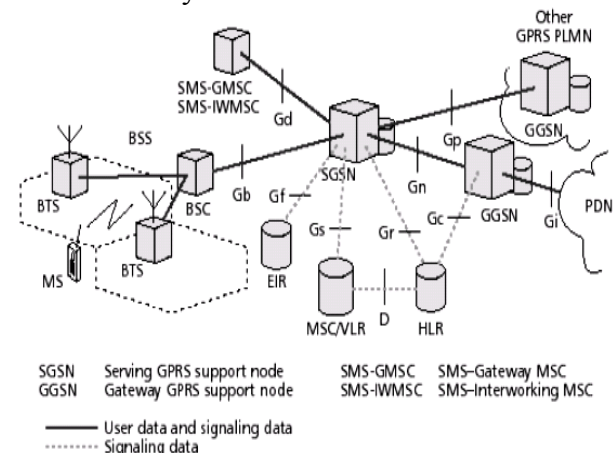 Other
GPRS PLMN
SMS-GMSC
SMS-IWMSC
Gd
BSS
SGSN
Gp
GGSN
BTS
BSC
Gb
Gn
GGSN
Gi
PDN
Gf
Gs
Gr
Gc
MS
BTS
EIR
MSC/VLR
D
HLR
SGSN Serving GPRS support node SMS-GMSC SMS–Gateway MSC
GGSN Gateway GPRS support node SMS-IWMSC SMS–Interworking MSC
User data and signaling data
Signaling data